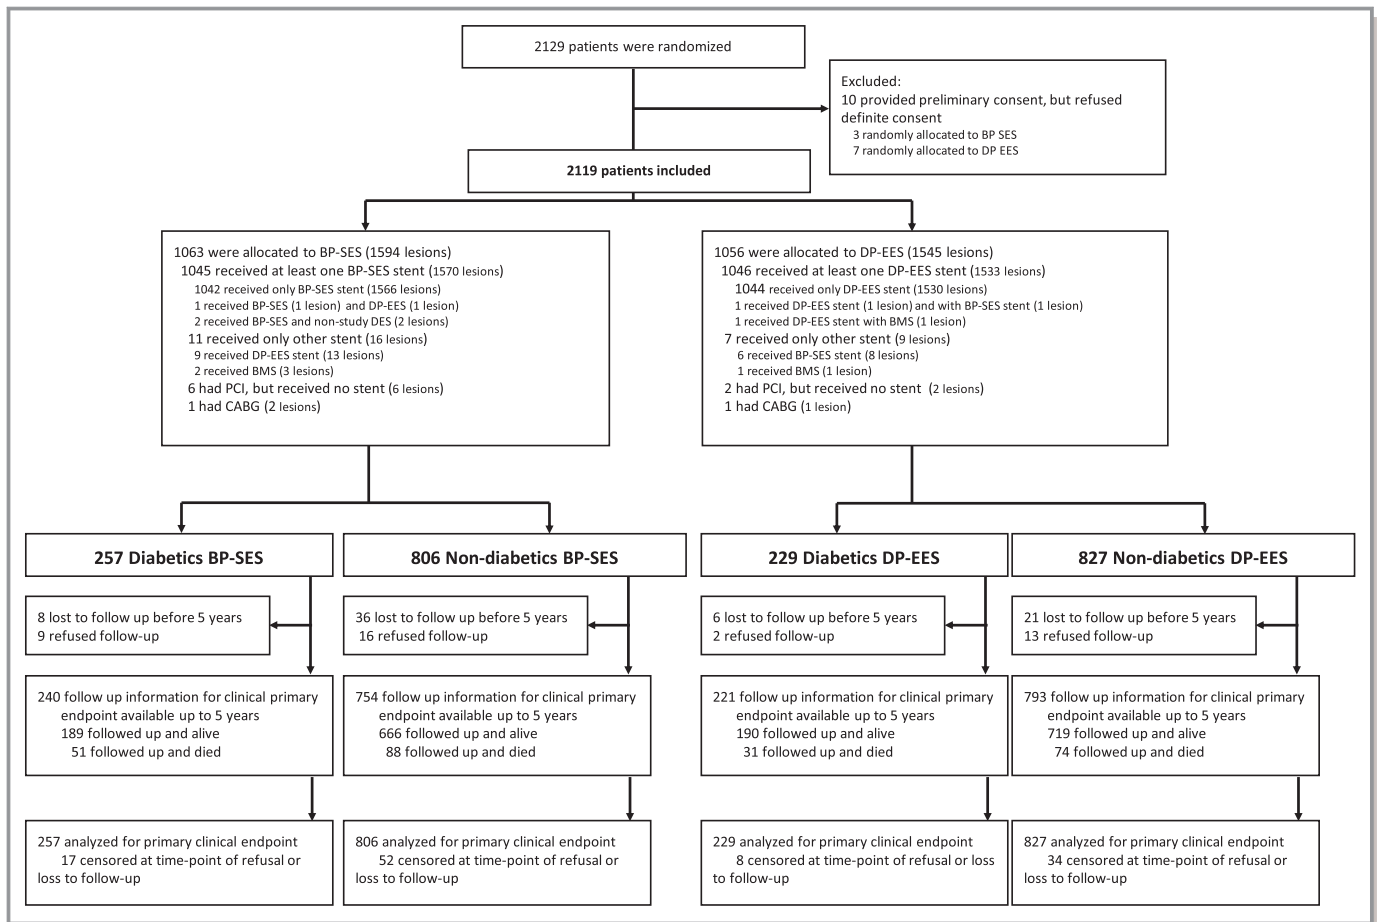 2129 patients were randomized
Excluded:
10 provided preliminary consent, but refused
definite consent
3 randomly allocated to BP SES
7 randomly allocated to DP EES
2119 patients included
1063 were allocated to BP-SES (1594 lesions)
1045 received at least one BP-SES stent (1570 lesions)
1042 received only BP-SES stent (1566 lesions)
1 received BP-SES (1 lesion) and DP-EES (1 lesion)
2 received BP-SES and non-study DES (2 lesions)
11 received only other stent (16 lesions)
9 received DP-EES stent (13 lesions)
2 received BMS (3 lesions)
6 had PCI, but received no stent (6 lesions)
1 had CABG (2 lesions)
1056 were allocated to DP-EES (1545 lesions)
1046 received at least one DP-EES stent (1533 lesions)
1044 received only DP-EES stent (1530 lesions)
1 received DP-EES stent (1 lesion) and with BP-SES stent (1 lesion)
1 received DP-EES stent with BMS (1 lesion)
7 received only other stent (9 lesions)
6 received BP-SES stent (8 lesions)
1 received BMS (1 lesion)
2 had PCI, but received no stent (2 lesions)
1 had CABG (1 lesion)
257 Diabetics BP-SES
806 Non-diabetics BP-SES
229 Diabetics DP-EES
827 Non-diabetics DP-EES
8 lost to follow up before 5 years
9 refused follow-up
36 lost to follow up before 5 years
16 refused follow-up
6 lost to follow up before 5 years
2 refused follow-up
21 lost to follow up before 5 years
13 refused follow-up
240 follow up information for clinical primary
endpoint available up to 5 years
189 followed up and alive
51 followed up and died
754 follow up information for clinical primary
endpoint available up to 5 years
666 followed up and alive
88 followed up and died
221 follow up information for clinical primary
endpoint available up to 5 years
190 followed up and alive
31 followed up and died
793 follow up information for clinical primary
endpoint available up to 5 years
719 followed up and alive
74 followed up and died
257 analyzed for primary clinical endpoint
17 censored at time-point of refusal or
loss to follow-up
806 analyzed for primary clinical endpoint
52 censored at time-point of refusal or
loss to follow-up
229 analyzed for primary clinical endpoint
8 censored at time-point of refusal or loss
to follow-up
827 analyzed for primary clinical endpoint
34 censored at time-point of refusal or
loss to follow-up